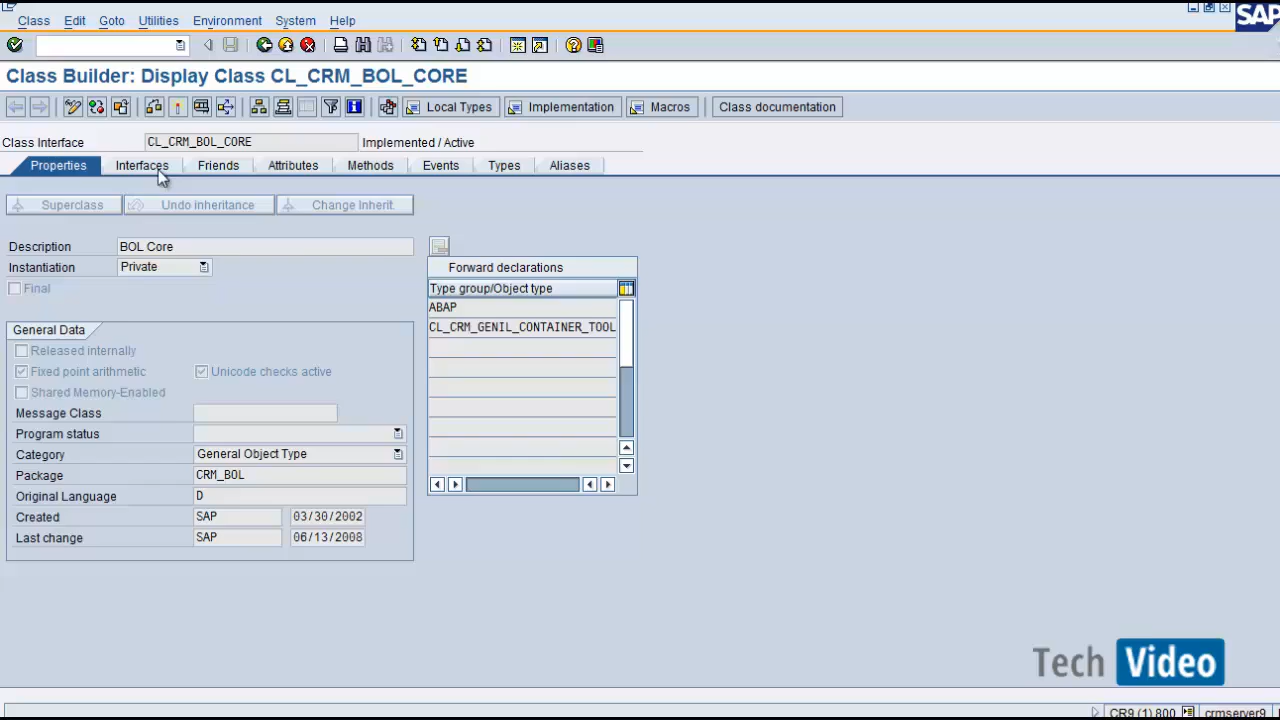 Class Edit Goto Utilities Environment System Help
SAP
Class Builder: Display Class CL_CRM_BOL_CORE
Local Types Implementation Macros Class documentation
Class Interface CL_CRM_BOL_CORE Implemented / Active
Properties Interfaces Friends Attributes Methods Events Types Aliases
Superclass Undo inheritance Change Inherit.
Description BOL Core
Instantiation Private
Final
Forward declarations
Type group/Object type
ABAP
CL_CRM_GENIL_CONTAINER_TOOL
General Data
Released internally
Fixed point arithmetic Unicode checks active
Shared Memory-Enabled
Message Class
Program status
Category General Object Type
Package CRM_BOL
Original Language D
Created SAP 03/30/2002
Last change SAP 06/13/2008
Tech Video
CR9 (1) 800 crmserver9